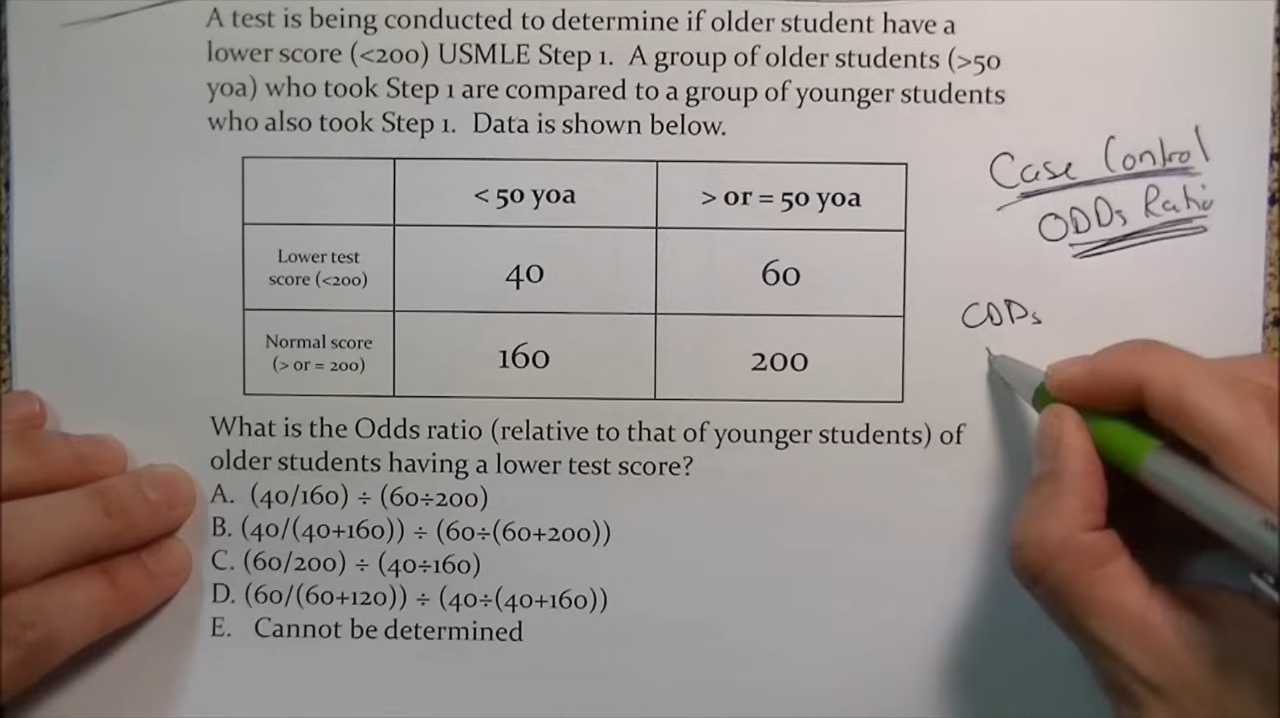 A test is being conducted to determine if older student have a
lower score (<200) USMLE Step 1. A group of older students (>50
yoa) who took Step 1 are compared to a group of younger students
who also took Step 1. Data is shown below.
< 50 yoa
> or = 50 yoa
Lower test
score (<200)
40
60
Normal score
(> or = 200)
160
200
Case Control
ODDs Ratio
ODDs
What is the Odds ratio (relative to that of younger students) of
older students having a lower test score?
A. (40/160) ÷ (60÷200)
B. (40/(40+160)) ÷ (60÷(60+200))
C. (60/200) ÷ (40÷160)
D. (60/(60+120)) ÷ (40÷(40+160))
E. Cannot be determined